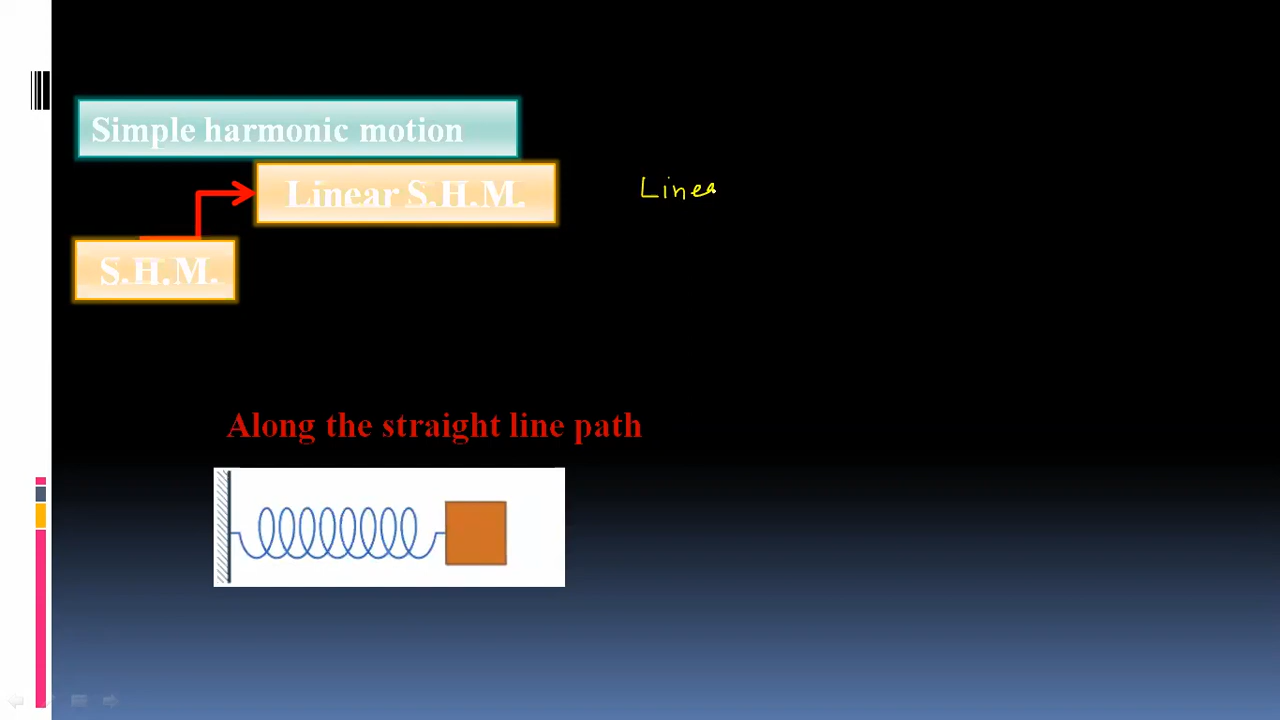 Simple harmonic motion
Linear S.H.M.
Linea
S.H.M.
Along the straight line path